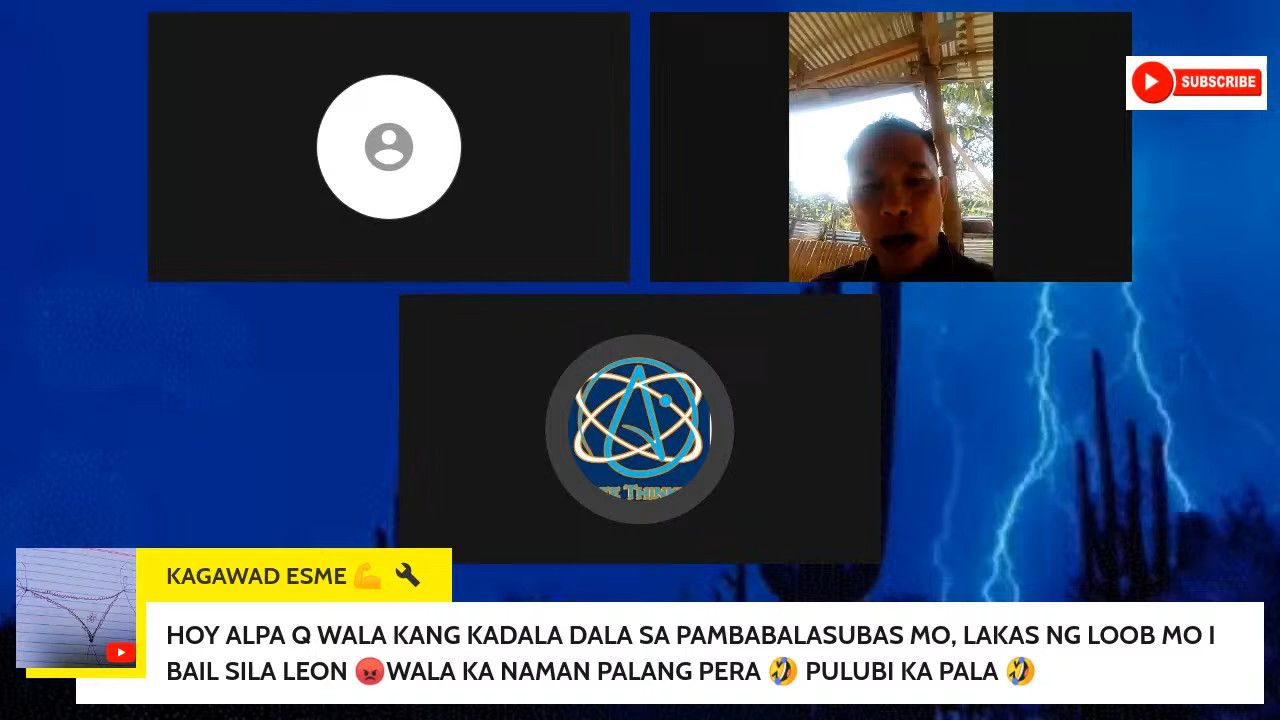 SUBSCRIBE
KAGAWAD ESME 💪 🔧
HOY ALPA Q WALA KANG KADALA DALA SA PAMBABALASUBAS MO, LAKAS NG LOOB MO I
BAIL SILA LEON 😡WALA KA NAMAN PALANG PERA 🤣 PULUBI KA PALA 🤣